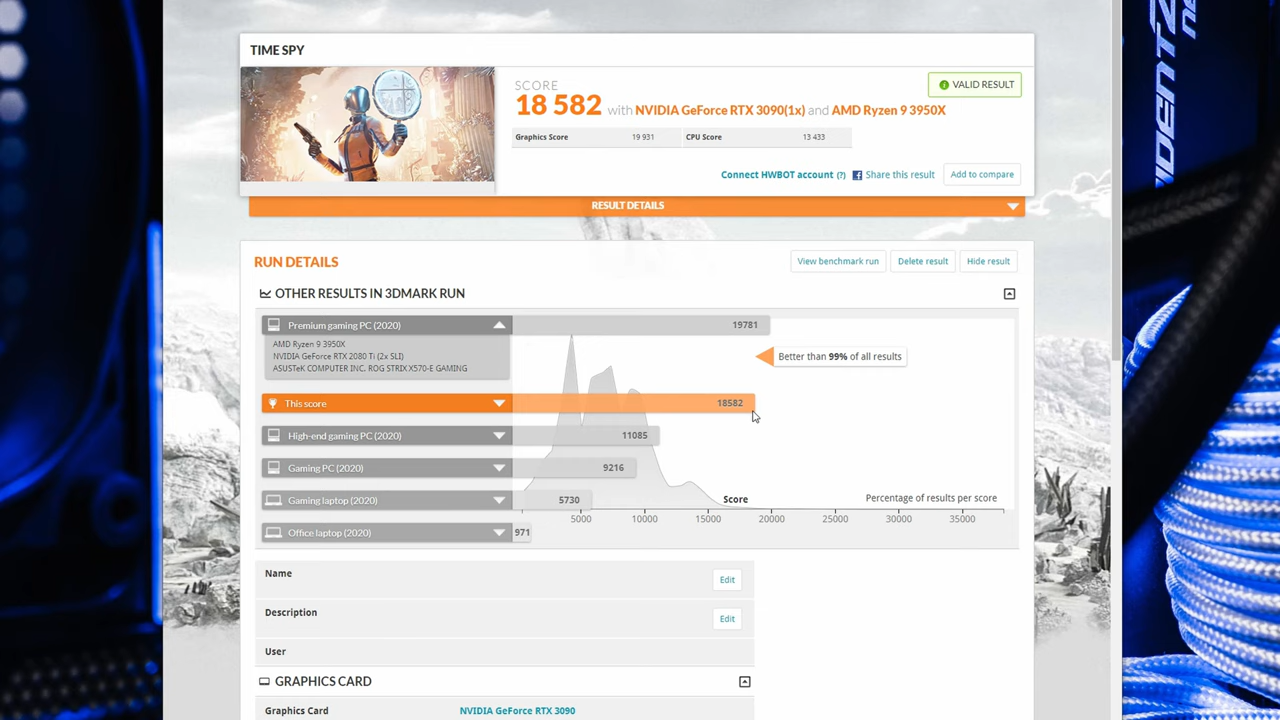 TIME SPY
SCORE
18 582 with NVIDIA GeForce RTX 3090(1x) and AMD Ryzen 9 3950X
VALID RESULT
Graphics Score 19 931 CPU Score 13 433
Connect HWBOT account (?) Share this result Add to compare
RESULT DETAILS
RUN DETAILS
View benchmark run Delete result Hide result
OTHER RESULTS IN 3DMARK RUN
Premium gaming PC (2020) 19781
AMD Ryzen 9 3950X
NVIDIA GeForce RTX 2080 Ti (2x SLI)
ASUSTeK COMPUTER INC. ROG STRIX X570-E GAMING
Better than 99% of all results
This score 18582
High-end gaming PC (2020) 11085
Gaming PC (2020) 9216
Gaming laptop (2020) 5730
Score Percentage of results per score
5000 10000 15000 20000 25000 30000 35000
Office laptop (2020) 971
Name Edit
Description Edit
User
GRAPHICS CARD
Graphics Card NVIDIA GeForce RTX 3090
IDENTZ